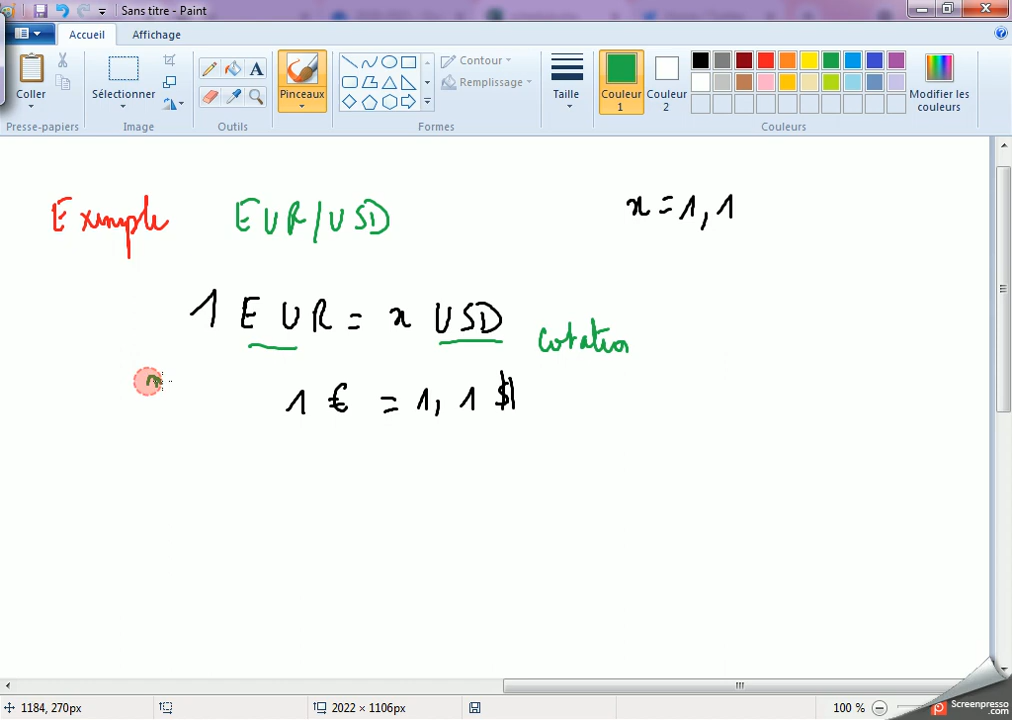 Sans titre - Paint
Accueil Affichage
Coller
Sélectionner
Pinceaux
Contour
Remplissage
Taille
Couleur 1
Couleur 2
Modifier les couleurs
Presse-papiers Image Outils Formes Couleurs
Exemple EUR/USD x = 1,1
1 EUR = x USD
cotation
1 € = 1,1 $
1184, 270px 2022 × 1106px 100 %
Screenpresso.com